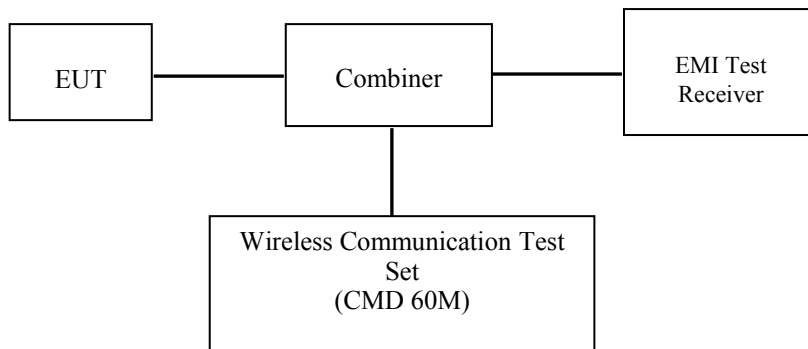 EUT
Combiner
EMI Test
Receiver
Wireless Communication Test
Set
(CMD 60M)